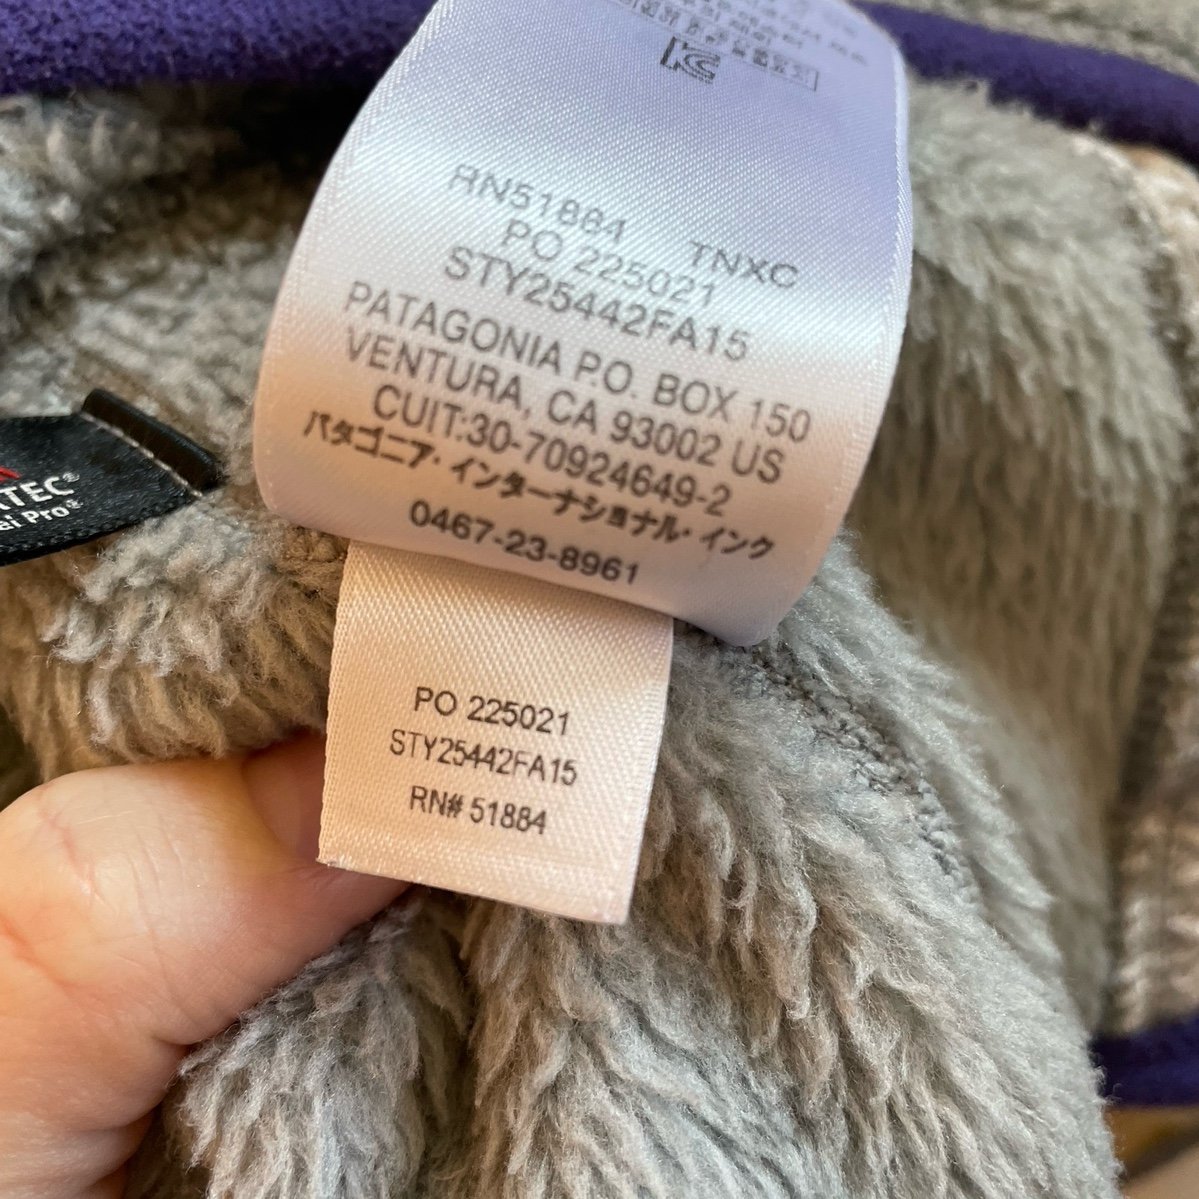 RN51884 TNXC
PO 225021
STY25442FA15
PATAGONIA P.O. BOX 150
VENTURA, CA 93002 US
CUIT:30-70924649-2
パタゴニア・インターナショナル・インク
0467-23-8961
PO 225021
STY25442FA15
RN# 51884